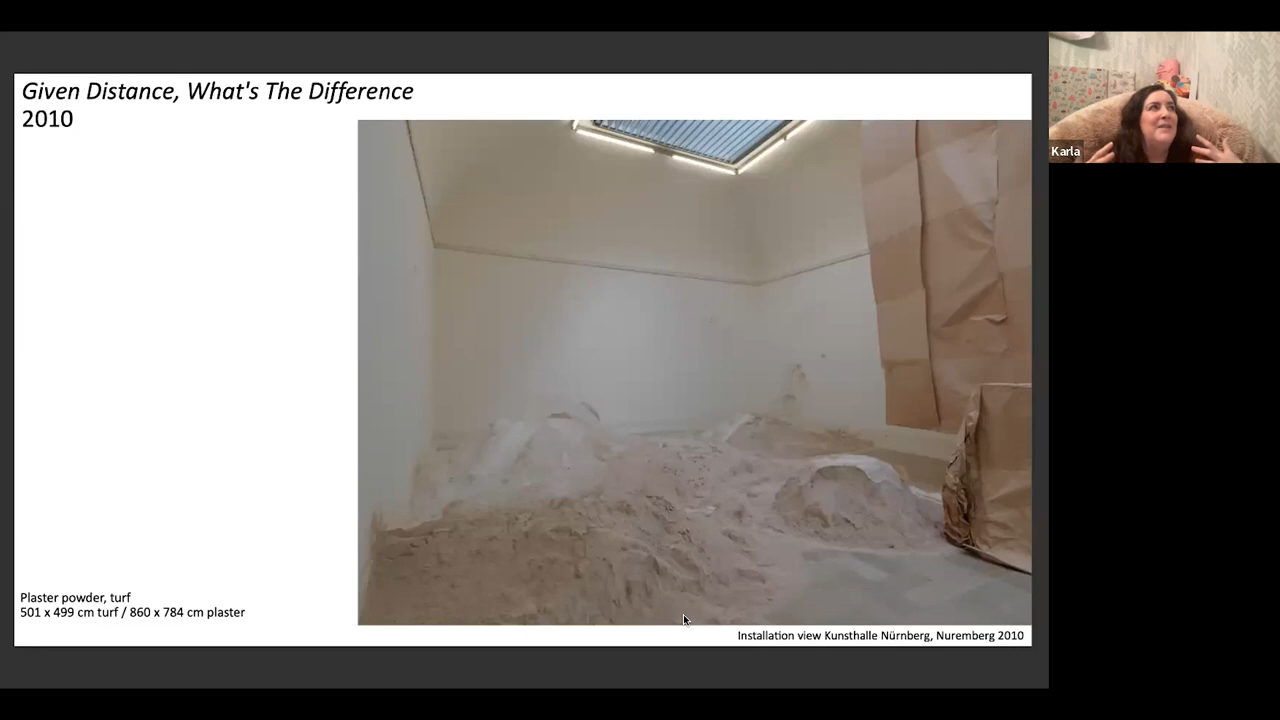 Given Distance, What's The Difference
2010
Karla
Plaster powder, turf
501 x 499 cm turf / 860 x 784 cm plaster
Installation view Kunsthalle Nürnberg, Nuremberg 2010